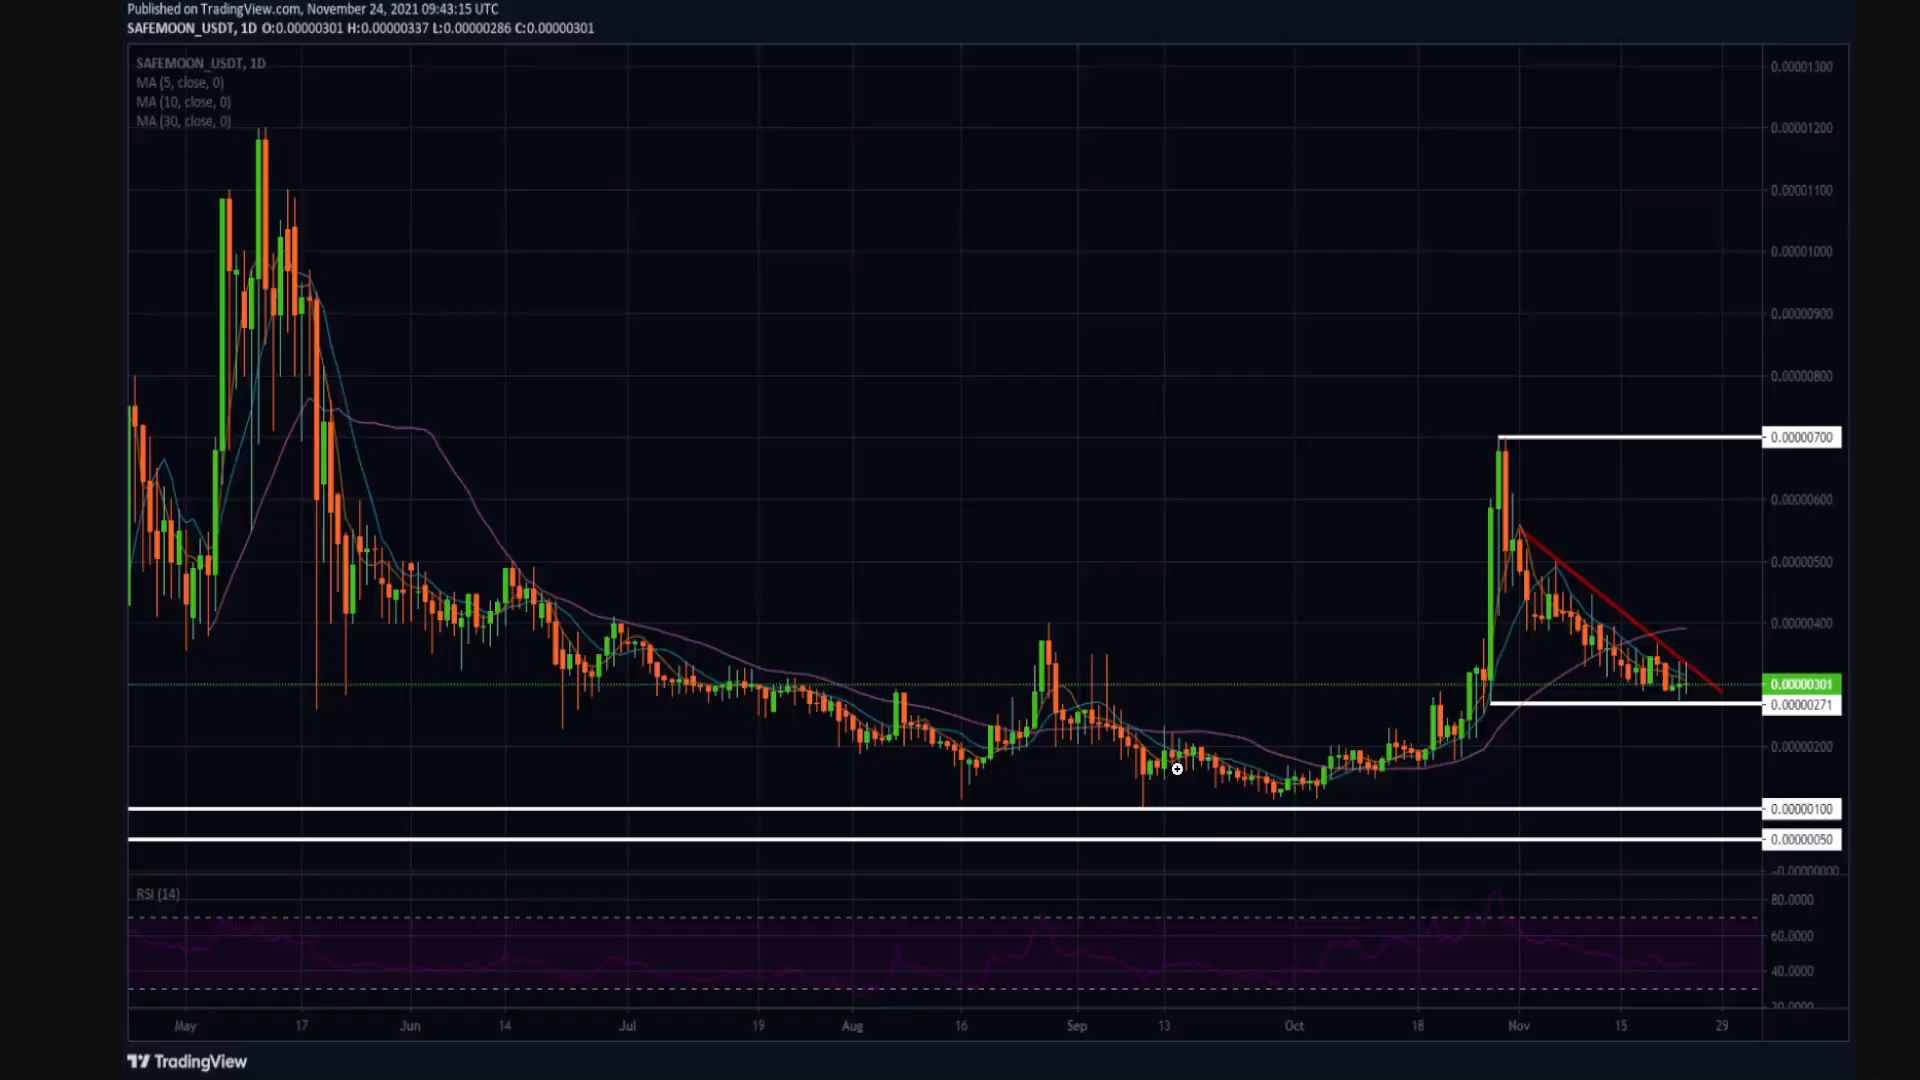 Published on TradingView.com, November 24, 2021 09:43:15 UTC
SAFEMOON_USDT, 1D O:0.00000301 H:0.00000337 L:0.00000286 C:0.00000301
SAFEMOON_USDT, 1D
MA (5, close, 0)
MA (10, close, 0)
MA (30, close, 0)
0.00001300
0.00001200
0.00001100
0.00001000
0.00000900
0.00000800
0.00000700
0.00000600
0.00000500
0.00000400
0.00000301
0.00000271
0.00000200
0.00000100
0.00000050
-0.00000000
RSI (14)
80.0000
60.0000
40.0000
20.0000
May 17 Jun 14 Jul 19 Aug 16 Sep 13 Oct 18 Nov 15 29
TradingView